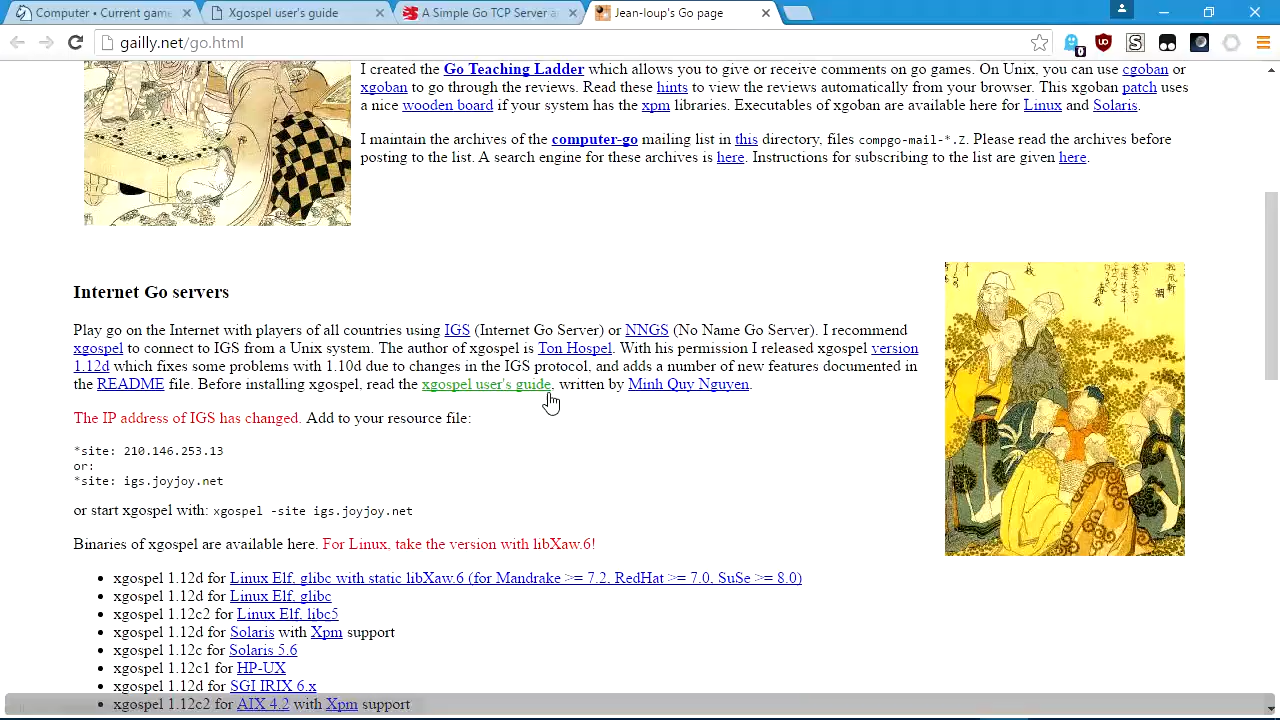 Computer • Current game
Xgospel user's guide
A Simple Go TCP Server a
Jean-loup's Go page
gailly.net/go.html
0
I created the Go Teaching Ladder which allows you to give or receive comments on go games. On Unix, you can use cgoban or
xgoban to go through the reviews. Read these hints to view the reviews automatically from your browser. This xgoban patch uses
a nice wooden board if your system has the xpm libraries. Executables of xgoban are available here for Linux and Solaris.
I maintain the archives of the computer-go mailing list in this directory, files compgo-mail-*.Z. Please read the archives before
posting to the list. A search engine for these archives is here. Instructions for subscribing to the list are given here.
Internet Go servers
Play go on the Internet with players of all countries using IGS (Internet Go Server) or NNGS (No Name Go Server). I recommend
xgospel to connect to IGS from a Unix system. The author of xgospel is Ton Hospel. With his permission I released xgospel version
1.12d which fixes some problems with 1.10d due to changes in the IGS protocol, and adds a number of new features documented in
the README file. Before installing xgospel, read the xgospel user's guide, written by Minh Quy Nguyen.
The IP address of IGS has changed. Add to your resource file:
*site: 210.146.253.13
or:
*site: igs.joyjoy.net
or start xgospel with: xgospel -site igs.joyjoy.net
Binaries of xgospel are available here. For Linux, take the version with libXaw.6!
• xgospel 1.12d for Linux Elf, glibc with static libXaw.6 (for Mandrake >= 7.2, RedHat >= 7.0, SuSe >= 8.0)
• xgospel 1.12d for Linux Elf, glibc
• xgospel 1.12c2 for Linux Elf, libc5
• xgospel 1.12d for Solaris with Xpm support
• xgospel 1.12c for Solaris 5.6
• xgospel 1.12c1 for HP-UX
• xgospel 1.12d for SGI IRIX 6.x
• xgospel 1.12c2 for AIX 4.2 with Xpm support